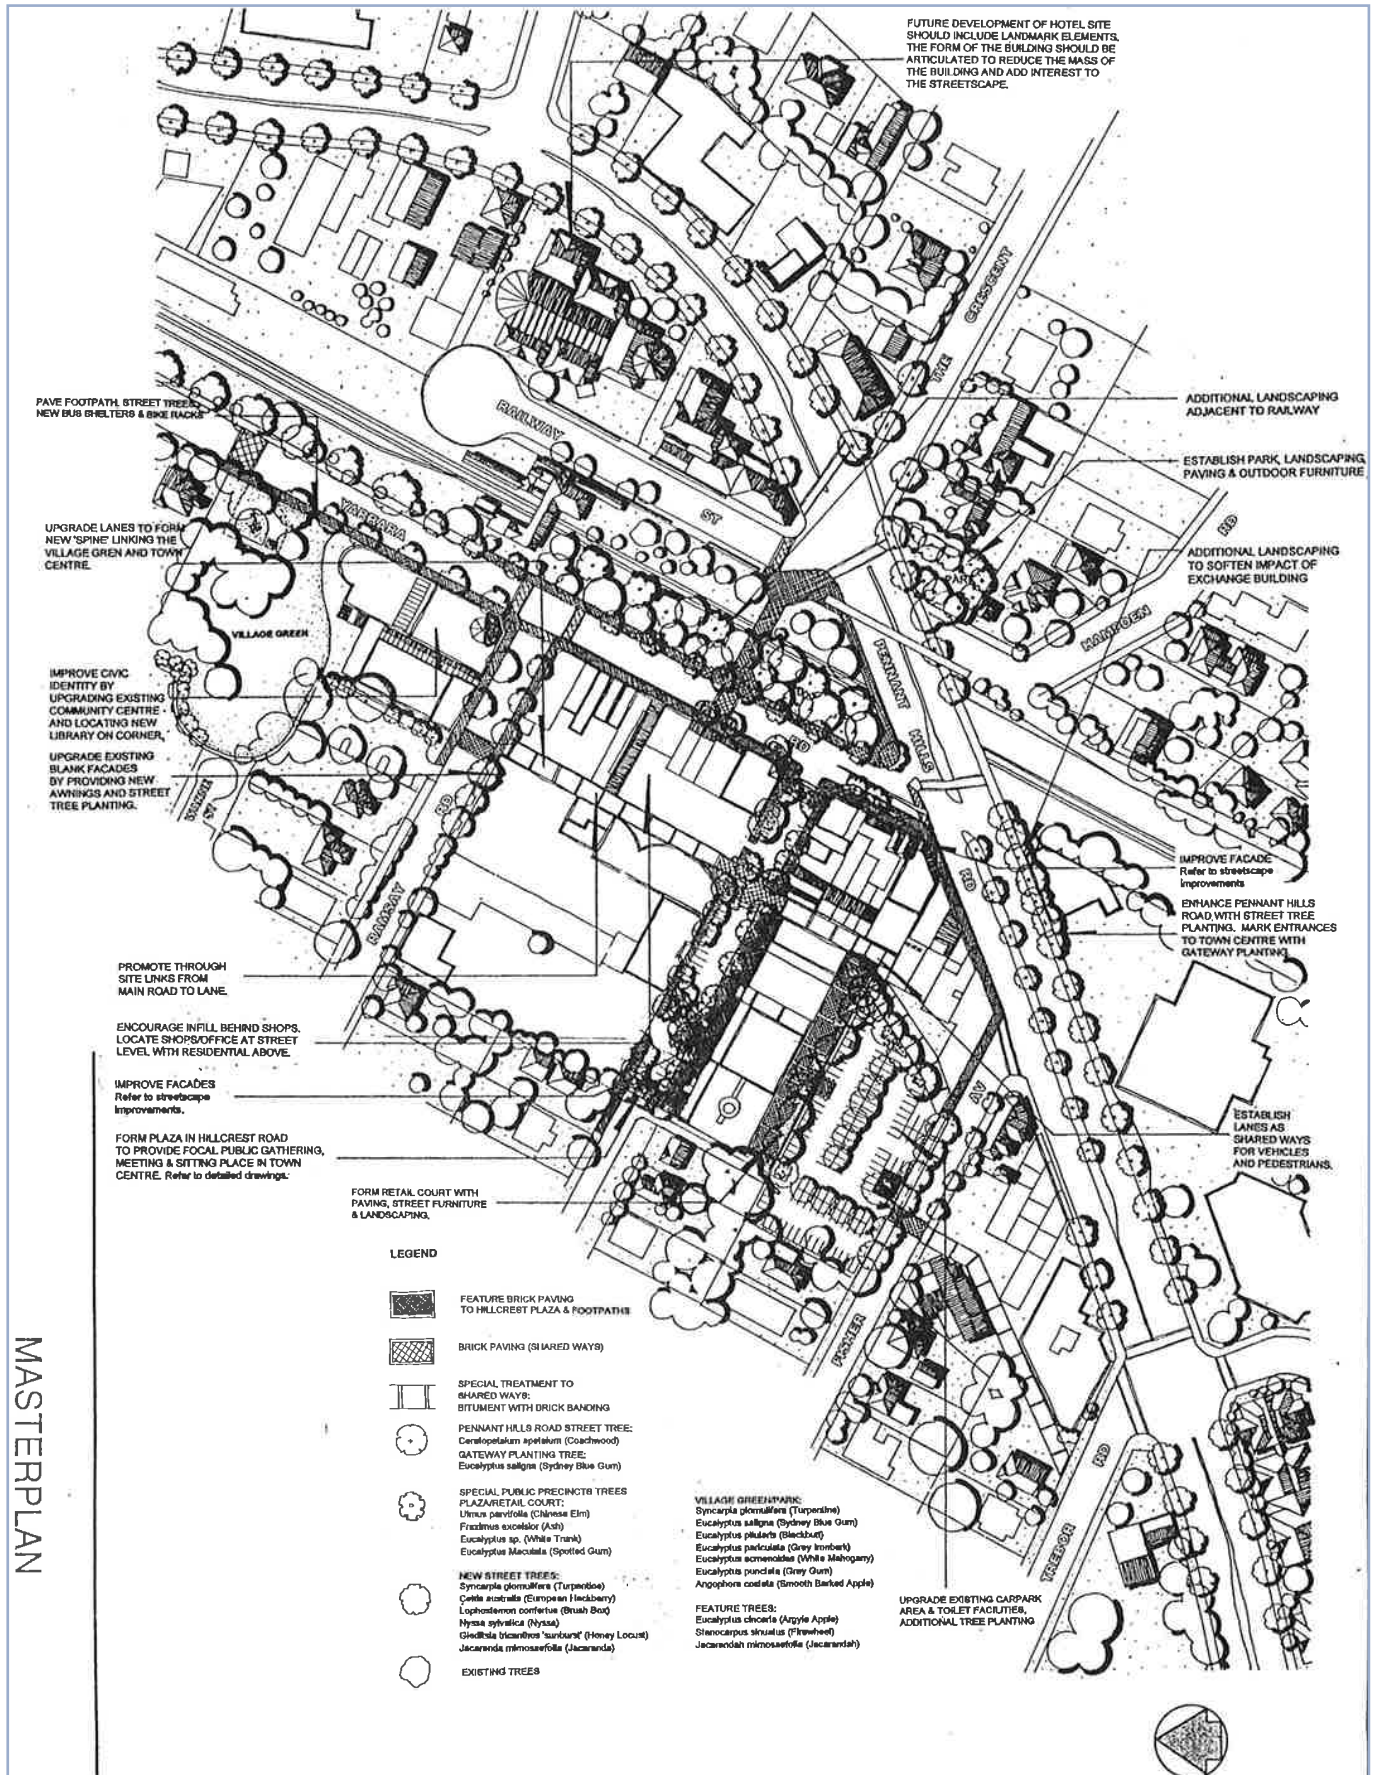 FUTURE DEVELOPMENT OF HOTEL SITE
SHOULD INCLUDE LANDMARK ELEMENTS.
THE FORM OF THE BUILDING SHOULD BE
ARTICULATED TO REDUCE THE MASS OF
THE BUILDING AND ADD INTEREST TO
THE STREETSCAPE.
THE CRESCENT
PAVE FOOTPATH, STREET TREES,
NEW BUS SHELTERS & BIKE RACKS
ADDITIONAL LANDSCAPING
ADJACENT TO RAILWAY
RAILWAY
ST
ESTABLISH PARK, LANDSCAPING,
PAVING & OUTDOOR FURNITURE
YARRARA
RD
UPGRADE LANES TO FORM
NEW 'SPINE' LINKING THE
VILLAGE GREN AND TOWN
CENTRE.
RD
HAMPDEN
ADDITIONAL LANDSCAPING
TO SOFTEN IMPACT OF
EXCHANGE BUILDING
PARK
VILLAGE GREEN
PENNANT
HILLS
RD
IMPROVE CIVIC
IDENTITY BY
UPGRADING EXISTING
COMMUNITY CENTRE -
AND LOCATING NEW
LIBRARY ON CORNER.
UPGRADE EXISTING
BLANK FACADES
BY PROVIDING NEW
AWNINGS AND STREET
TREE PLANTING.
ST
RAMSAY
RD
IMPROVE FACADE
Refer to streetscape
improvements
ENHANCE PENNANT HILLS
ROAD, WITH STREET TREE
PLANTING. MARK ENTRANCES
TO TOWN CENTRE WITH
GATEWAY PLANTING
PROMOTE THROUGH
SITE LINKS FROM
MAIN ROAD TO LANE.
ENCOURAGE INFILL BEHIND SHOPS.
LOCATE SHOPS/OFFICE AT STREET
LEVEL WITH RESIDENTIAL ABOVE.
IMPROVE FACADES
Refer to streetscape
improvements.
ESTABLISH
LANES AS
SHARED WAYS
FOR VEHICLES
AND PEDESTRIANS.
FORM PLAZA IN HILLCREST ROAD
TO PROVIDE FOCAL PUBLIC GATHERING,
MEETING & SITTING PLACE IN TOWN
CENTRE. Refer to detailed drawings.
FORM RETAIL COURT WITH
PAVING, STREET FURNITURE
& LANDSCAPING.
FISHER
AV
TREBOR
RD
LEGEND
FEATURE BRICK PAVING
TO HILLCREST PLAZA & FOOTPATHS
BRICK PAVING (SHARED WAYS)
SPECIAL TREATMENT TO
SHARED WAYS:
BITUMENT WITH BRICK BANDING
PENNANT HILLS ROAD STREET TREE:
Ceratopetalum apetalum (Coachwood)
GATEWAY PLANTING TREE:
Eucalyptus saligna (Sydney Blue Gum)
SPECIAL PUBLIC PRECINCTS TREES
PLAZA/RETAIL COURT:
Ulmus parvifolia (Chinese Elm)
Fraximus excelsior (Ash)
Eucalyptus sp. (White Trunk)
Eucalyptus Maculata (Spotted Gum)
NEW STREET TREES:
Syncarpia glomulifera (Turpentine)
Celtis australis (European Hackberry)
Lophostemon confertus (Brush Box)
Nyssa sylvatica (Nyssa)
Gleditsia tricanthos 'sunburst' (Honey Locust)
Jacaranda mimosaefolia (Jacaranda)
EXISTING TREES
VILLAGE GREEN/PARK:
Syncarpia glomulifera (Turpentine)
Eucalyptus saligna (Sydney Blue Gum)
Eucalyptus pilularis (Blackbutt)
Eucalyptus paniculata (Grey Ironbark)
Eucalyptus acmenoides (White Mahogany)
Eucalyptus punctata (Grey Gum)
Angophora costata (Smooth Barked Apple)
FEATURE TREES:
Eucalyptus cinceria (Argyle Apple)
Stenocarpus sinuatus (Firewheel)
Jacarandah mimosaefolia (Jacarandah)
UPGRADE EXISTING CARPARK
AREA & TOILET FACILITIES,
ADDITIONAL TREE PLANTING
MASTERPLAN